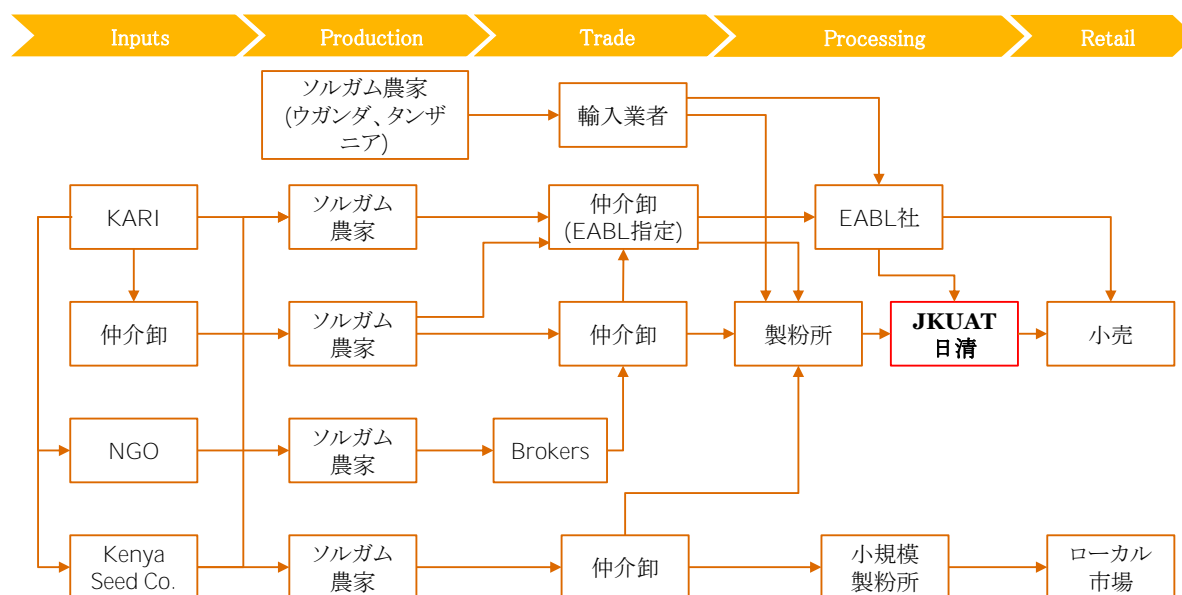 Inputs
Production
Trade
Processing
Retail
ソルガム農家
(ウガンダ、タンザ
ニア)
輸入業者
KARI
ソルガム
農家
仲介卸
(EABL指定)
EABL社
仲介卸
ソルガム
農家
仲介卸
製粉所
JKUAT
日清
小売
NGO
ソルガム
農家
Brokers
Kenya
Seed Co.
ソルガム
農家
仲介卸
小規模
製粉所
ローカル
市場